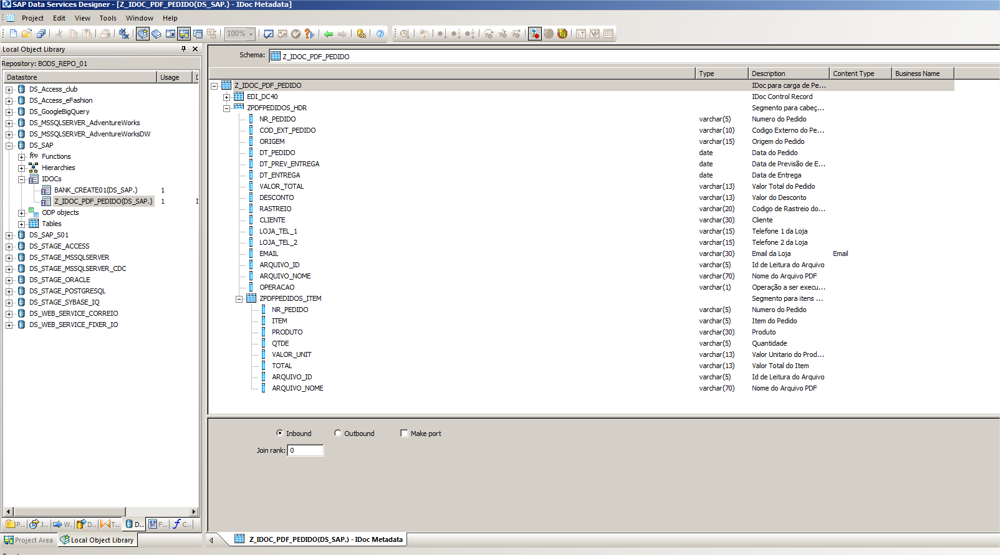 SAP Data Services Designer - [Z_IDOC_PDF_PEDIDO(DS_SAP.) - IDoc Metadata]
Project Edit View Tools Window Help
100%
Local Object Library
Repository: BODS_REPO_01
Datastore Usage
DS_Access_club
DS_Access_eFashion
DS_GoogleBigQuery
DS_MSSQLSERVER_AdventureWorks
DS_MSSQLSERVER_AdventureWorksDW
DS_SAP
f(x) Functions
Hierarchies
IDOCs
BANK_CREATE01(DS_SAP.) 1
Z_IDOC_PDF_PEDIDO(DS_SAP.) 1
ODP objects
Tables
DS_SAP_S01
DS_STAGE_ACCESS
DS_STAGE_MSSQLSERVER
DS_STAGE_MSSQLSERVER_CDC
DS_STAGE_ORACLE
DS_STAGE_POSTGRESQL
DS_STAGE_SYBASE_IQ
DS_WEB_SERVICE_CORREIO
DS_WEB_SERVICE_FIXER_IO
P.. J.. W.. D.. T.. D.. F.. C..
Project Area Local Object Library
Schema: Z_IDOC_PDF_PEDIDO
Type Description Content Type Business Name
Z_IDOC_PDF_PEDIDO IDoc para carga de Pe...
EDI_DC40 IDoc Control Record
ZPDFPEDIDOS_HDR Segmento para cabeç...
NR_PEDIDO varchar(5) Numero do Pedido
COD_EXT_PEDIDO varchar(10) Codigo Externo do Pe...
ORIGEM varchar(15) Origem do Pedido
DT_PEDIDO date Data do Pedido
DT_PREV_ENTREGA date Data de Previsão de E...
DT_ENTREGA date Data de Entrega
VALOR_TOTAL varchar(13) Valor Total do Pedido
DESCONTO varchar(13) Valor do Desconto
RASTREIO varchar(20) Codigo de Rastreio do...
CLIENTE varchar(30) Cliente
LOJA_TEL_1 varchar(15) Telefone 1 da Loja
LOJA_TEL_2 varchar(15) Telefone 2 da Loja
EMAIL varchar(30) Email da Loja Email
ARQUIVO_ID varchar(5) Id de Leitura do Arquivo
ARQUIVO_NOME varchar(70) Nome do Arquivo PDF
OPERACAO varchar(1) Operação a ser execu...
ZPDFPEDIDOS_ITEM Segmento para itens ...
NR_PEDIDO varchar(5) Numero do Pedido
ITEM varchar(5) Item do Pedido
PRODUTO varchar(30) Produto
QTDE varchar(5) Quantidade
VALOR_UNIT varchar(13) Valor Unitario do Prod...
TOTAL varchar(13) Valor Total do Item
ARQUIVO_ID varchar(5) Id de Leitura do Arquivo
ARQUIVO_NOME varchar(70) Nome do Arquivo PDF
Inbound Outbound Make port
Join rank: 0
Z_IDOC_PDF_PEDIDO(DS_SAP.) - IDoc Metadata